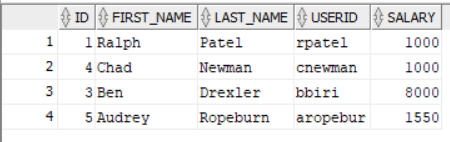 ID FIRST_NAME LAST_NAME USERID SALARY
1 1 Ralph Patel rpatel 1000
2 4 Chad Newman cnewman 1000
3 3 Ben Drexler bbiri 8000
4 5 Audrey Ropeburn aropebur 1550